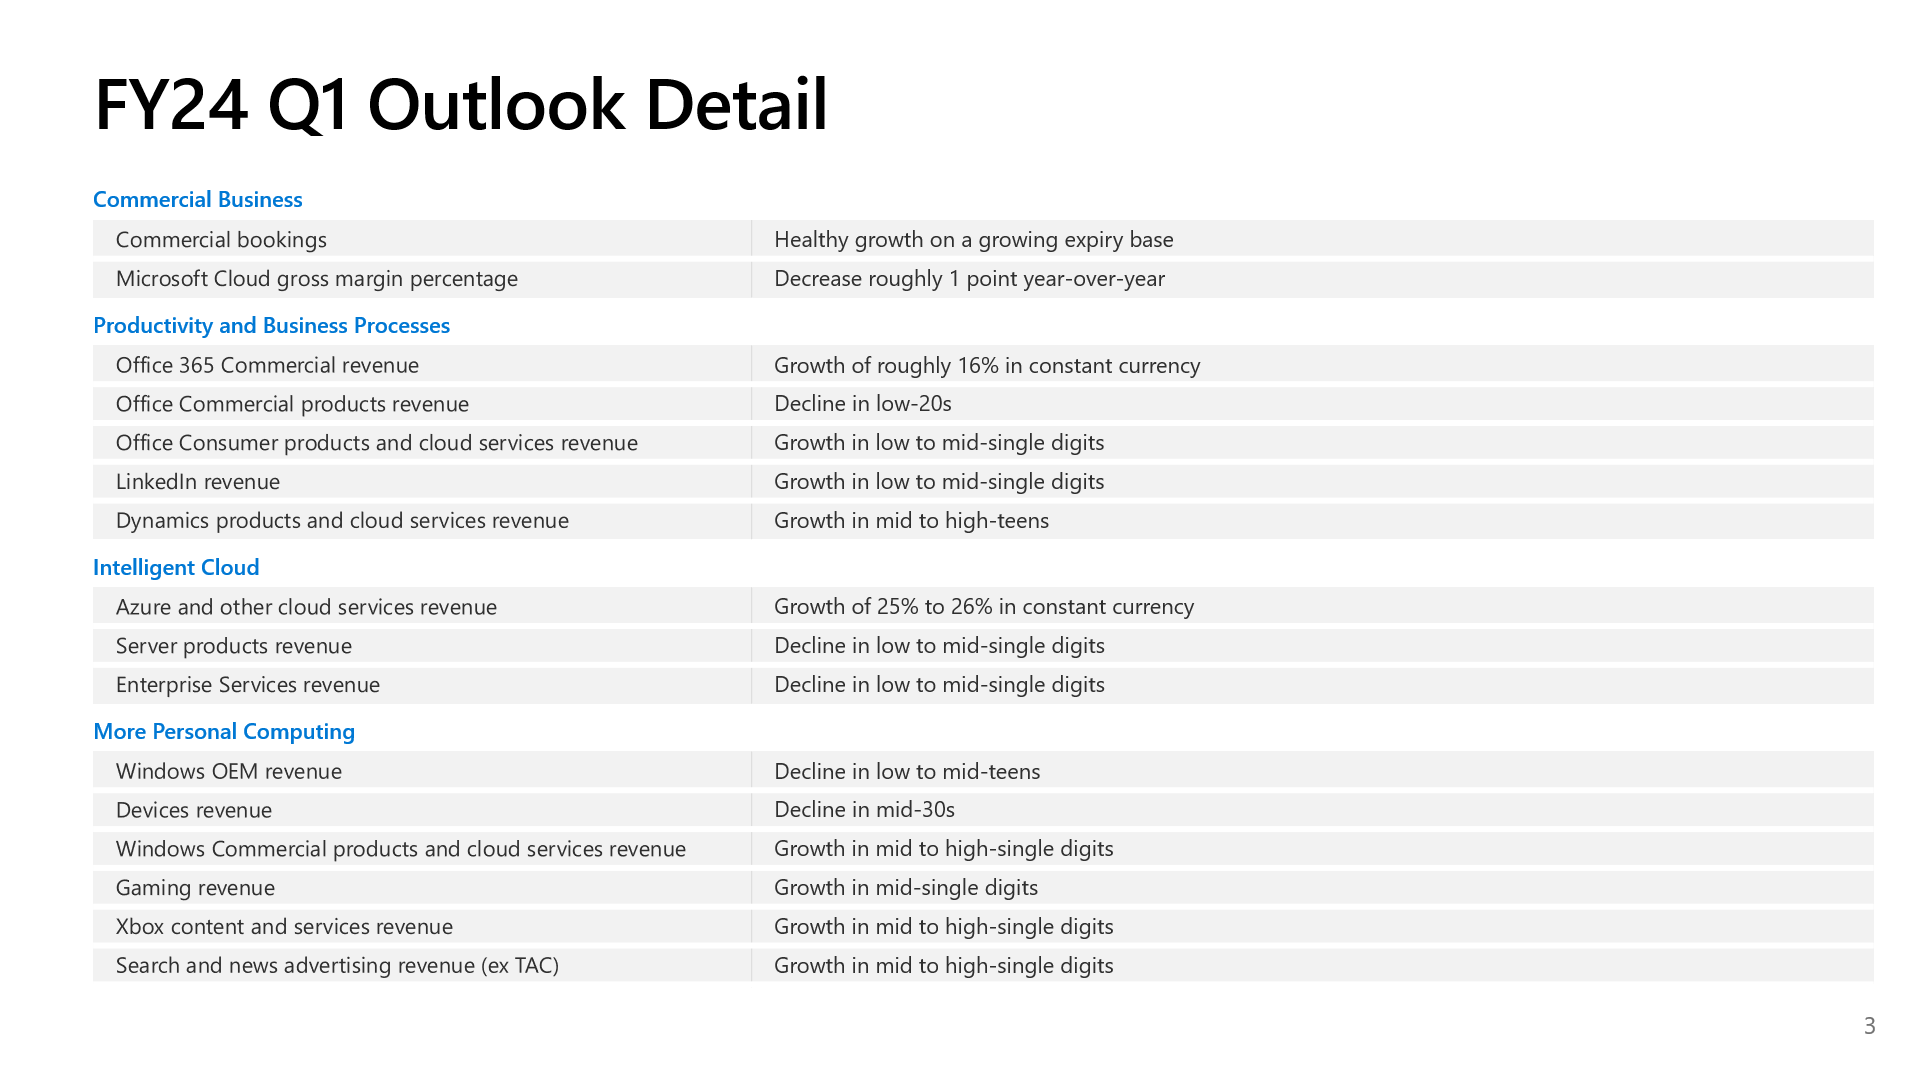 FY24 Q1 Outlook Detail
Commercial Business
Commercial bookings Healthy growth on a growing expiry base
Microsoft Cloud gross margin percentage Decrease roughly 1 point year-over-year
Productivity and Business Processes
Office 365 Commercial revenue Growth of roughly 16% in constant currency
Office Commercial products revenue Decline in low-20s
Office Consumer products and cloud services revenue Growth in low to mid-single digits
LinkedIn revenue Growth in low to mid-single digits
Dynamics products and cloud services revenue Growth in mid to high-teens
Intelligent Cloud
Azure and other cloud services revenue Growth of 25% to 26% in constant currency
Server products revenue Decline in low to mid-single digits
Enterprise Services revenue Decline in low to mid-single digits
More Personal Computing
Windows OEM revenue Decline in low to mid-teens
Devices revenue Decline in mid-30s
Windows Commercial products and cloud services revenue Growth in mid to high-single digits
Gaming revenue Growth in mid-single digits
Xbox content and services revenue Growth in mid to high-single digits
Search and news advertising revenue (ex TAC) Growth in mid to high-single digits
3